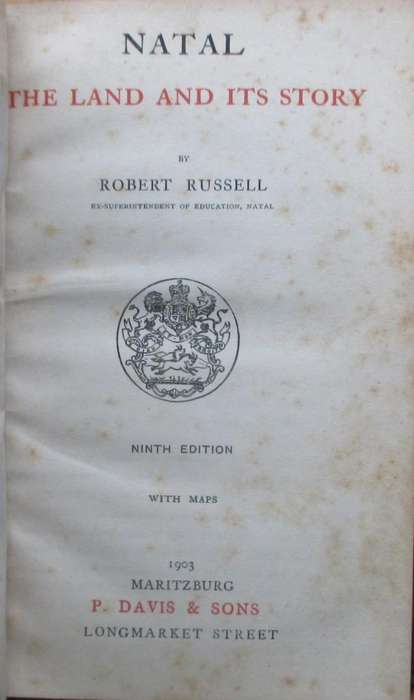 NATAL
THE LAND AND ITS STORY
BY
ROBERT RUSSELL
EX-SUPERINTENDENT OF EDUCATION, NATAL
NINTH EDITION
WITH MAPS
1903
MARITZBURG
P. DAVIS & SONS
LONGMARKET STREET